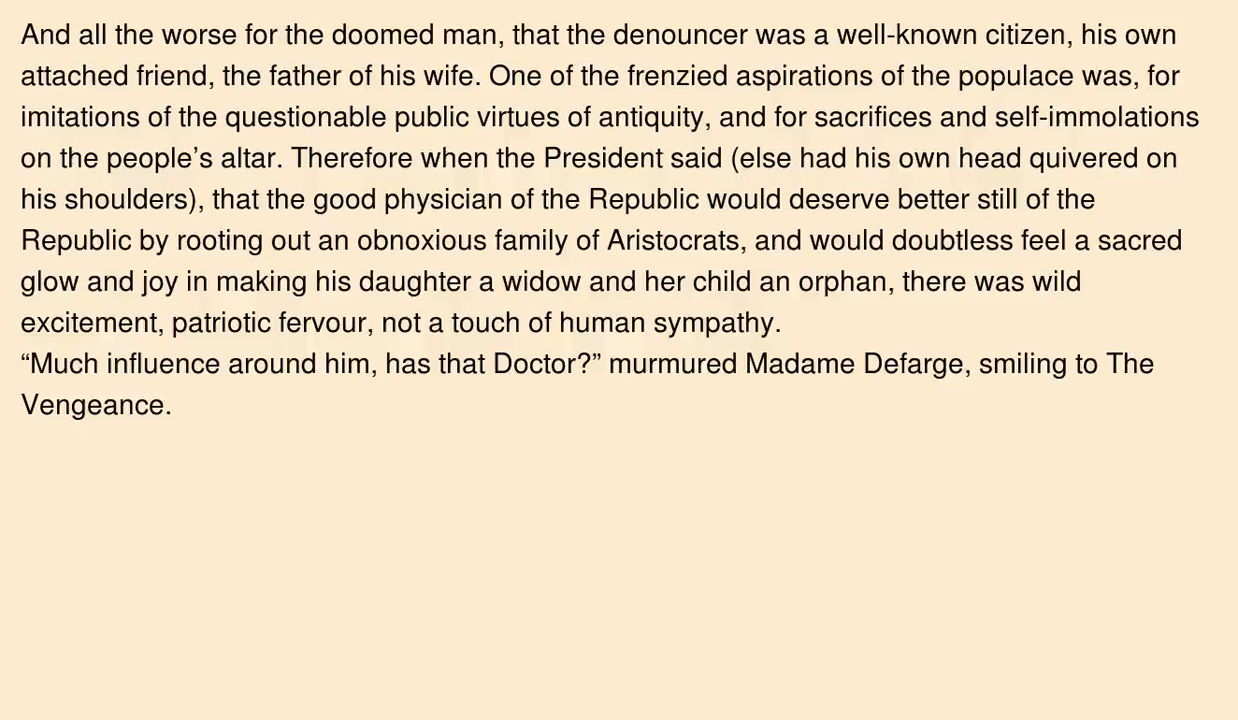 And all the worse for the doomed man, that the denouncer was a well-known citizen, his own
attached friend, the father of his wife. One of the frenzied aspirations of the populace was, for
imitations of the questionable public virtues of antiquity, and for sacrifices and self-immolations
on the people’s altar. Therefore when the President said (else had his own head quivered on
his shoulders), that the good physician of the Republic would deserve better still of the
Republic by rooting out an obnoxious family of Aristocrats, and would doubtless feel a sacred
glow and joy in making his daughter a widow and her child an orphan, there was wild
excitement, patriotic fervour, not a touch of human sympathy.
“Much influence around him, has that Doctor?” murmured Madame Defarge, smiling to The
Vengeance.